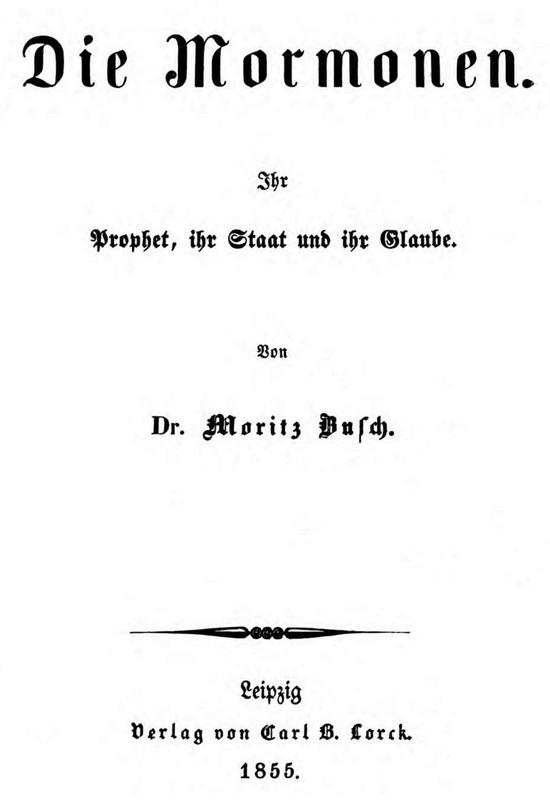 Die Mormonen.
Ihr
Prophet, ihr Staat und ihr Glaube.
Von
Dr. Moritz Busch.
Leipzig
Verlag von Carl B. Lorck.
1855.